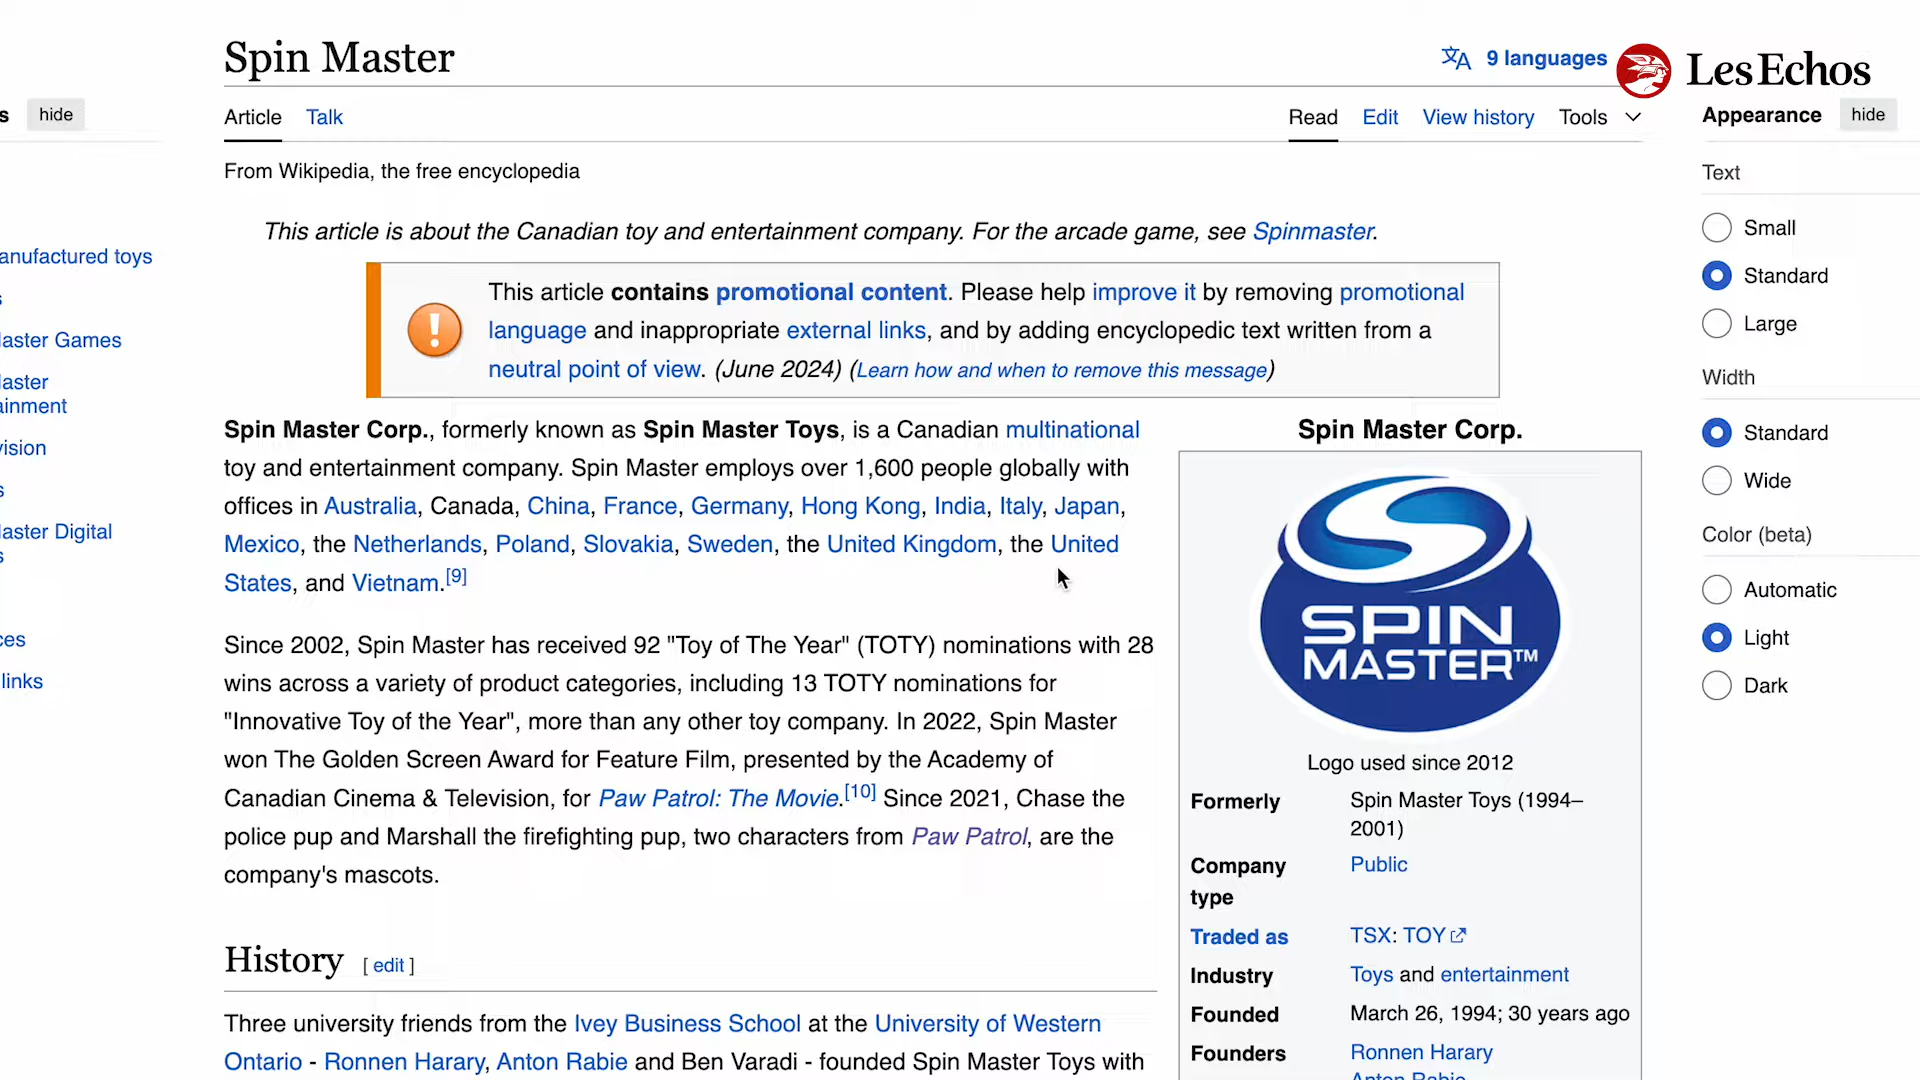 Spin Master
9 languages
LesEchos
s hide
Article Talk
Read Edit View history Tools
Appearance hide
From Wikipedia, the free encyclopedia
This article is about the Canadian toy and entertainment company. For the arcade game, see Spinmaster.
This article contains promotional content. Please help improve it by removing promotional
language and inappropriate external links, and by adding encyclopedic text written from a
neutral point of view. (June 2024) (Learn how and when to remove this message)
anufactured toys
s
aster Games
aster
ainment
vision
s
aster Digital
s
ces
links
Spin Master Corp., formerly known as Spin Master Toys, is a Canadian multinational
toy and entertainment company. Spin Master employs over 1,600 people globally with
offices in Australia, Canada, China, France, Germany, Hong Kong, India, Italy, Japan,
Mexico, the Netherlands, Poland, Slovakia, Sweden, the United Kingdom, the United
States, and Vietnam.[9]
Since 2002, Spin Master has received 92 "Toy of The Year" (TOTY) nominations with 28
wins across a variety of product categories, including 13 TOTY nominations for
"Innovative Toy of the Year", more than any other toy company. In 2022, Spin Master
won The Golden Screen Award for Feature Film, presented by the Academy of
Canadian Cinema & Television, for Paw Patrol: The Movie.[10] Since 2021, Chase the
police pup and Marshall the firefighting pup, two characters from Paw Patrol, are the
company's mascots.
History [ edit ]
Three university friends from the Ivey Business School at the University of Western
Ontario - Ronnen Harary, Anton Rabie and Ben Varadi - founded Spin Master Toys with
Spin Master Corp.
SPIN
MASTER™
Logo used since 2012
Formerly Spin Master Toys (1994–
2001)
Company Public
type
Traded as TSX: TOY
Industry Toys and entertainment
Founded March 26, 1994; 30 years ago
Founders Ronnen Harary
Anton Rabie
Text
Small
Standard
Large
Width
Standard
Wide
Color (beta)
Automatic
Light
Dark